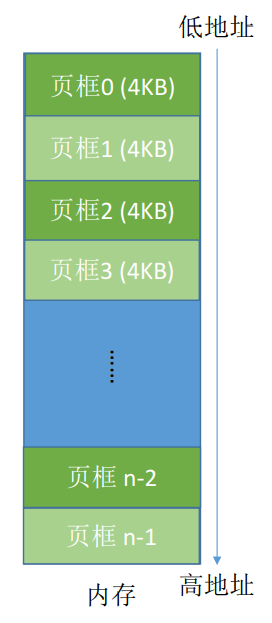 低地址
页框0 (4KB)
页框1 (4KB)
页框2 (4KB)
页框3 (4KB)
......
页框 n-2
页框 n-1
内存
高地址